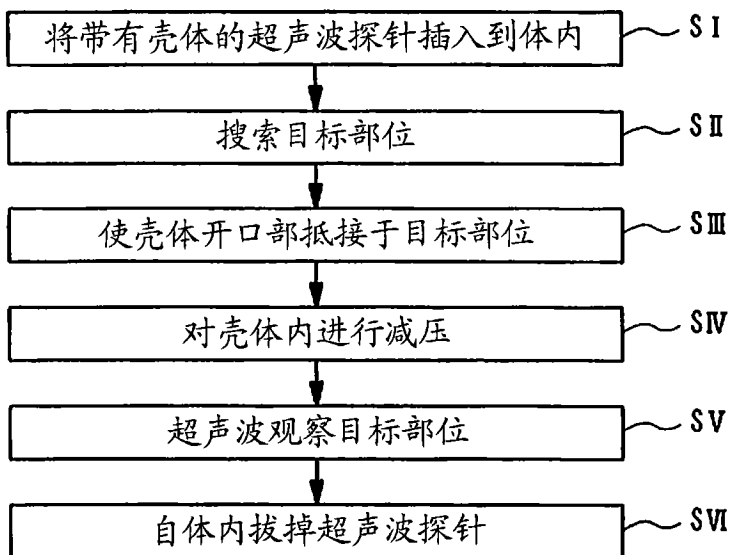 将带有壳体的超声波探针插入到体内 SⅠ
搜索目标部位 SⅡ
使壳体开口部抵接于目标部位 SⅢ
对壳体内进行减压 SⅣ
超声波观察目标部位 SⅤ
自体内拔掉超声波探针 SⅥ